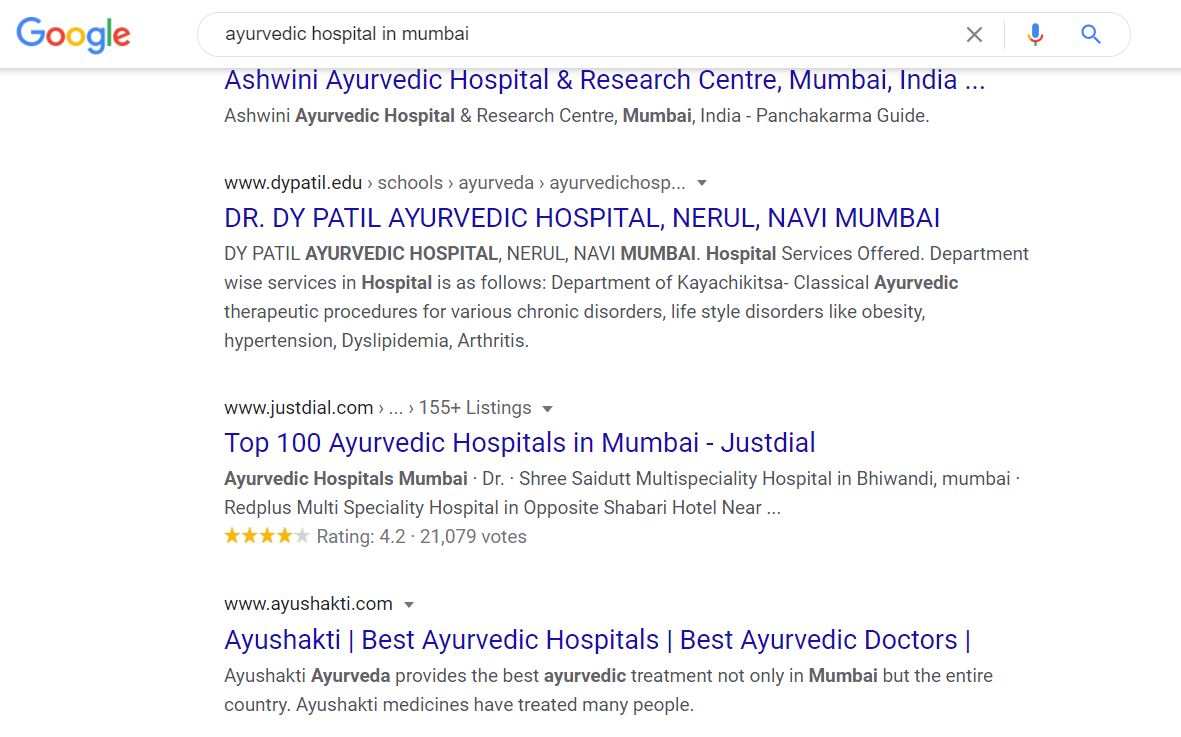 Google
ayurvedic hospital in mumbai
Ashwini Ayurvedic Hospital & Research Centre, Mumbai, India ...
Ashwini Ayurvedic Hospital & Research Centre, Mumbai, India - Panchakarma Guide.
www.dypatil.edu › schools › ayurveda › ayurvedichosp...
DR. DY PATIL AYURVEDIC HOSPITAL, NERUL, NAVI MUMBAI
DY PATIL AYURVEDIC HOSPITAL, NERUL, NAVI MUMBAI. Hospital Services Offered. Department
wise services in Hospital is as follows: Department of Kayachikitsa- Classical Ayurvedic
therapeutic procedures for various chronic disorders, life style disorders like obesity,
hypertension, Dyslipidemia, Arthritis.
www.justdial.com › ... › 155+ Listings
Top 100 Ayurvedic Hospitals in Mumbai - Justdial
Ayurvedic Hospitals Mumbai · Dr. · Shree Saidutt Multispeciality Hospital in Bhiwandi, mumbai ·
Redplus Multi Speciality Hospital in Opposite Shabari Hotel Near ...
Rating: 4.2 · 21,079 votes
www.ayushakti.com
Ayushakti | Best Ayurvedic Hospitals | Best Ayurvedic Doctors |
Ayushakti Ayurveda provides the best ayurvedic treatment not only in Mumbai but the entire
country. Ayushakti medicines have treated many people.